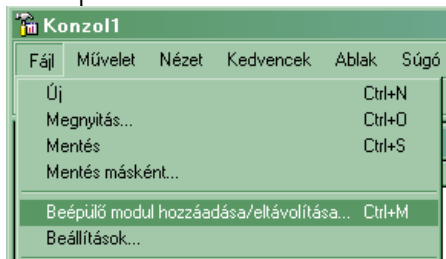 Konzol1
Fájl Művelet Nézet Kedvencek Ablak Súgó
Új Ctrl+N
Megnyitás... Ctrl+O
Mentés Ctrl+S
Mentés másként...
Beépülő modul hozzáadása/eltávolítása... Ctrl+M
Beállítások...